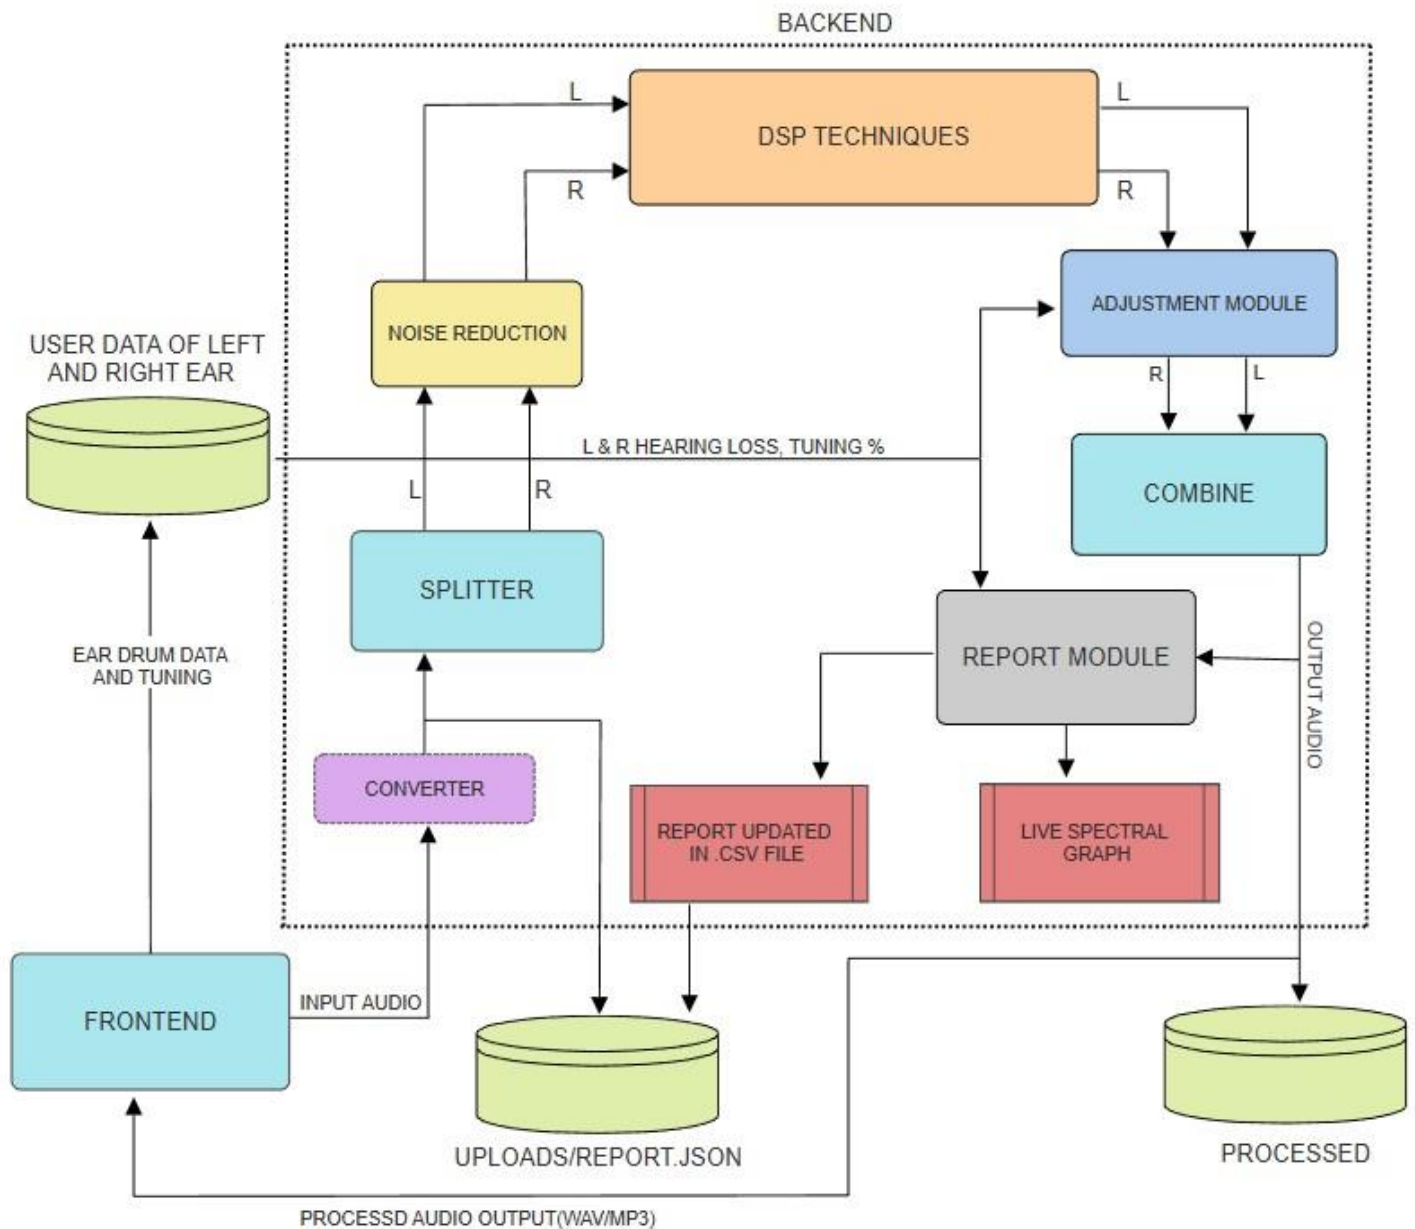 BACKEND
L
L
DSP TECHNIQUES
R
R
ADJUSTMENT MODULE
NOISE REDUCTION
USER DATA OF LEFT
AND RIGHT EAR
R
L
L & R HEARING LOSS, TUNING %
L
R
COMBINE
SPLITTER
EAR DRUM DATA
AND TUNING
REPORT MODULE
OUTPUT AUDIO
CONVERTER
REPORT UPDATED
IN .CSV FILE
LIVE SPECTRAL
GRAPH
FRONTEND
INPUT AUDIO
UPLOADS/REPORT.JSON
PROCESSED
PROCESSD AUDIO OUTPUT(WAV/MP3)